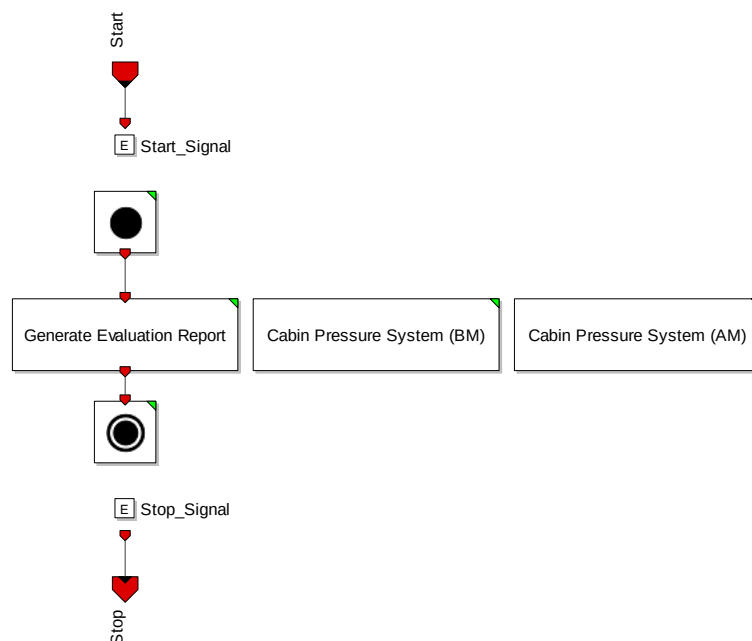 Start
E Start_Signal
Generate Evaluation Report
Cabin Pressure System (BM)
Cabin Pressure System (AM)
E Stop_Signal
Stop